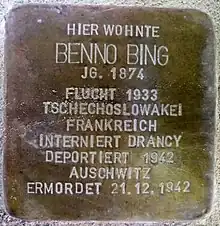 HIER WOHNTE
BENNO BING
JG. 1874
FLUCHT 1933
TSCHECHOSLOWAKEI
FRANKREICH
INTERNIERT DRANCY
DEPORTIERT 1942
AUSCHWITZ
ERMORDET 21.12.1942